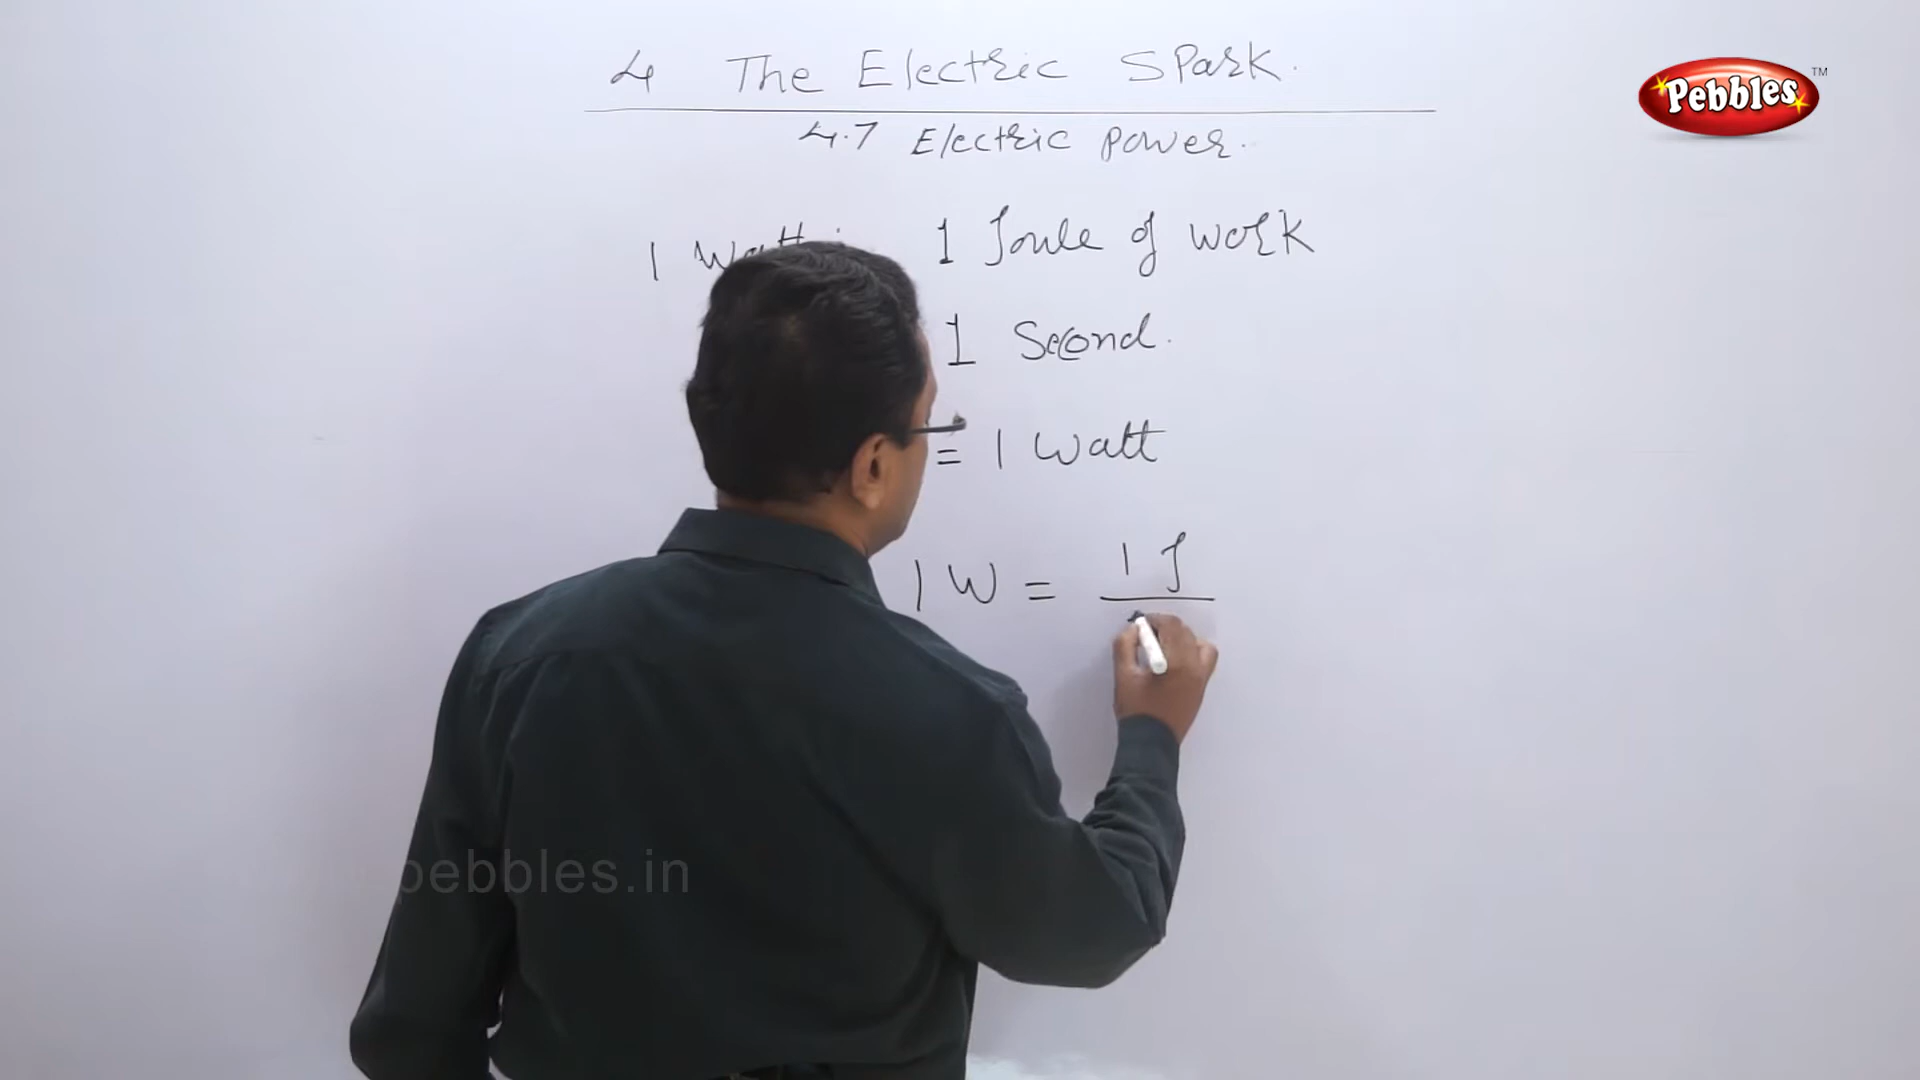 4 The Electric Spark.
Pebbles TM
4.7 Electric Power.
1 Watt 1 Joule of work
1 Second.
= 1 Watt
1 W = 1 J
pebbles.in